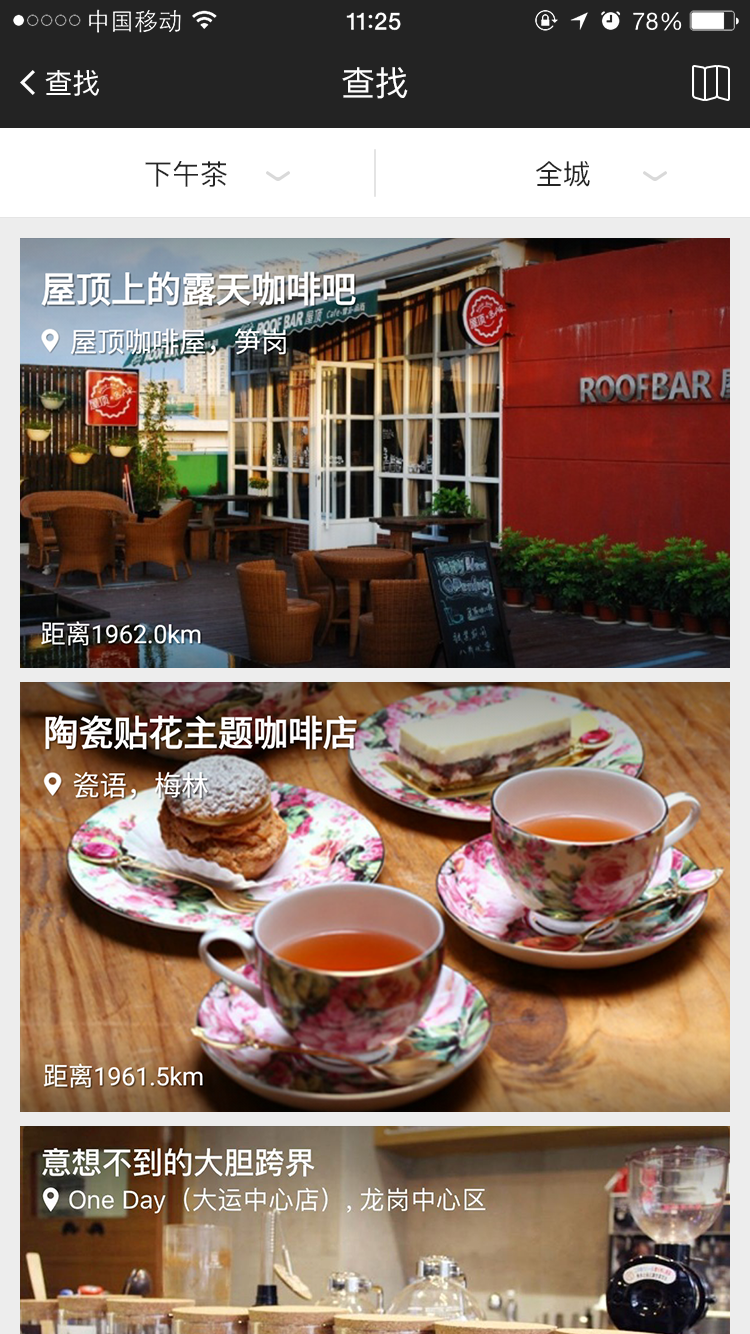 中国移动 11:25 78%
查找 查找
下午茶 全城
屋顶上的露天咖啡吧
屋顶咖啡屋，笋岗
ROOFBAR 屋顶
ROOFBAR
距离1962.0km
陶瓷贴花主题咖啡店
瓷语，梅林
距离1961.5km
意想不到的大胆跨界
One Day（大运中心店）, 龙岗中心区